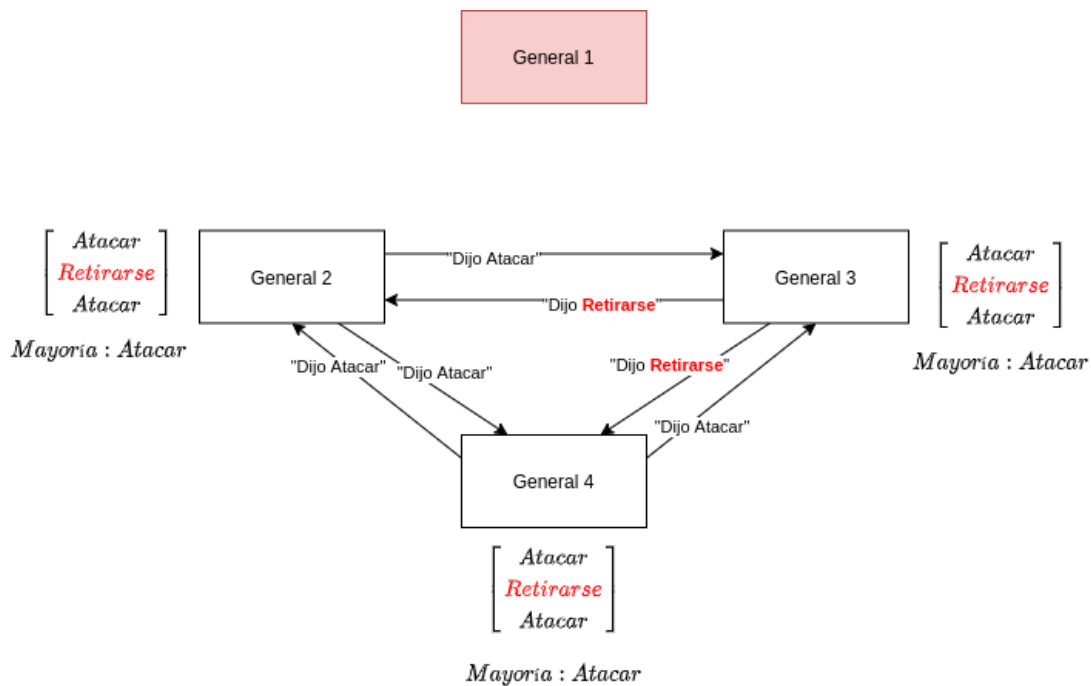 General 1
Atacar
Retirarse
Atacar
Mayoría : Atacar
General 2
"Dijo Atacar"
"Dijo Retirarse"
General 3
Atacar
Retirarse
Atacar
Mayoría : Atacar
"Dijo Atacar"
"Dijo Atacar"
"Dijo Retirarse"
"Dijo Atacar"
General 4
Atacar
Retirarse
Atacar
Mayoría : Atacar